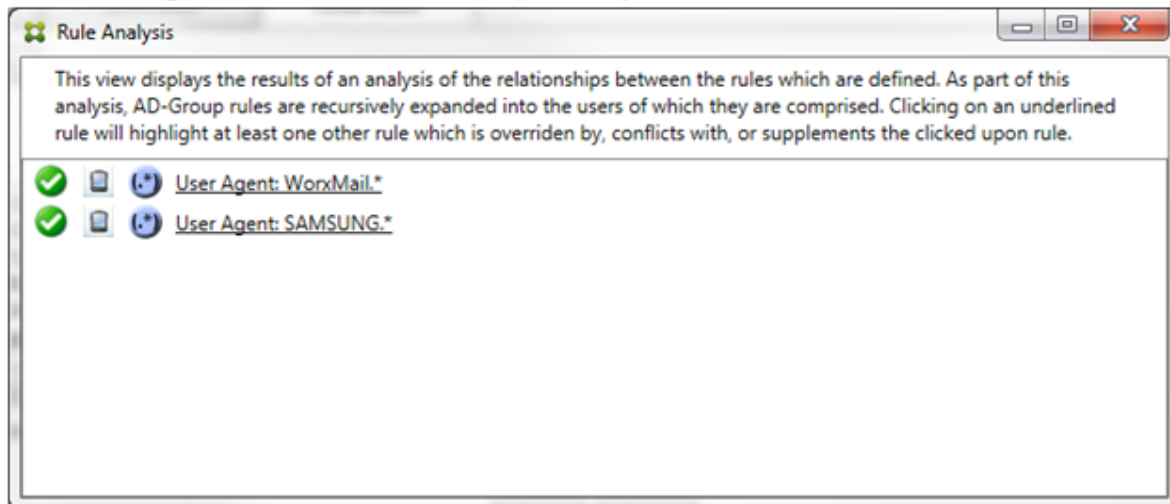 Rule Analysis
This view displays the results of an analysis of the relationships between the rules which are defined. As part of this
analysis, AD-Group rules are recursively expanded into the users of which they are comprised. Clicking on an underlined
rule will highlight at least one other rule which is overriden by, conflicts with, or supplements the clicked upon rule.
(.*) User Agent: WorxMail.*
(.*) User Agent: SAMSUNG.*